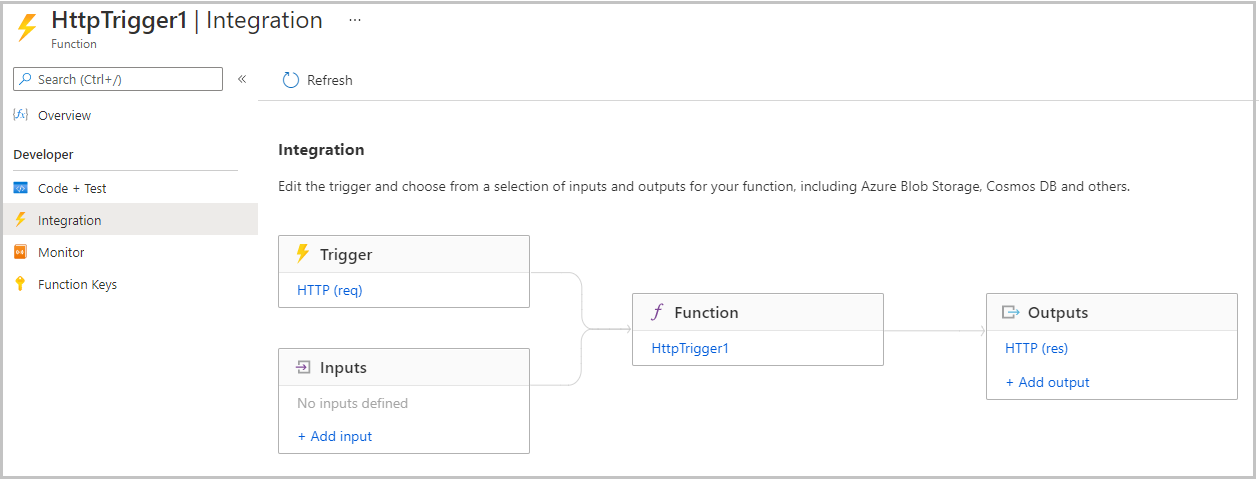 HttpTrigger1 | Integration ...
Function
Search (Ctrl+/)
«
Refresh
Overview
Developer
Code + Test
Integration
Monitor
Function Keys
Integration
Edit the trigger and choose from a selection of inputs and outputs for your function, including Azure Blob Storage, Cosmos DB and others.
Trigger
HTTP (req)
Inputs
No inputs defined
+ Add input
Function
HttpTrigger1
Outputs
HTTP (res)
+ Add output